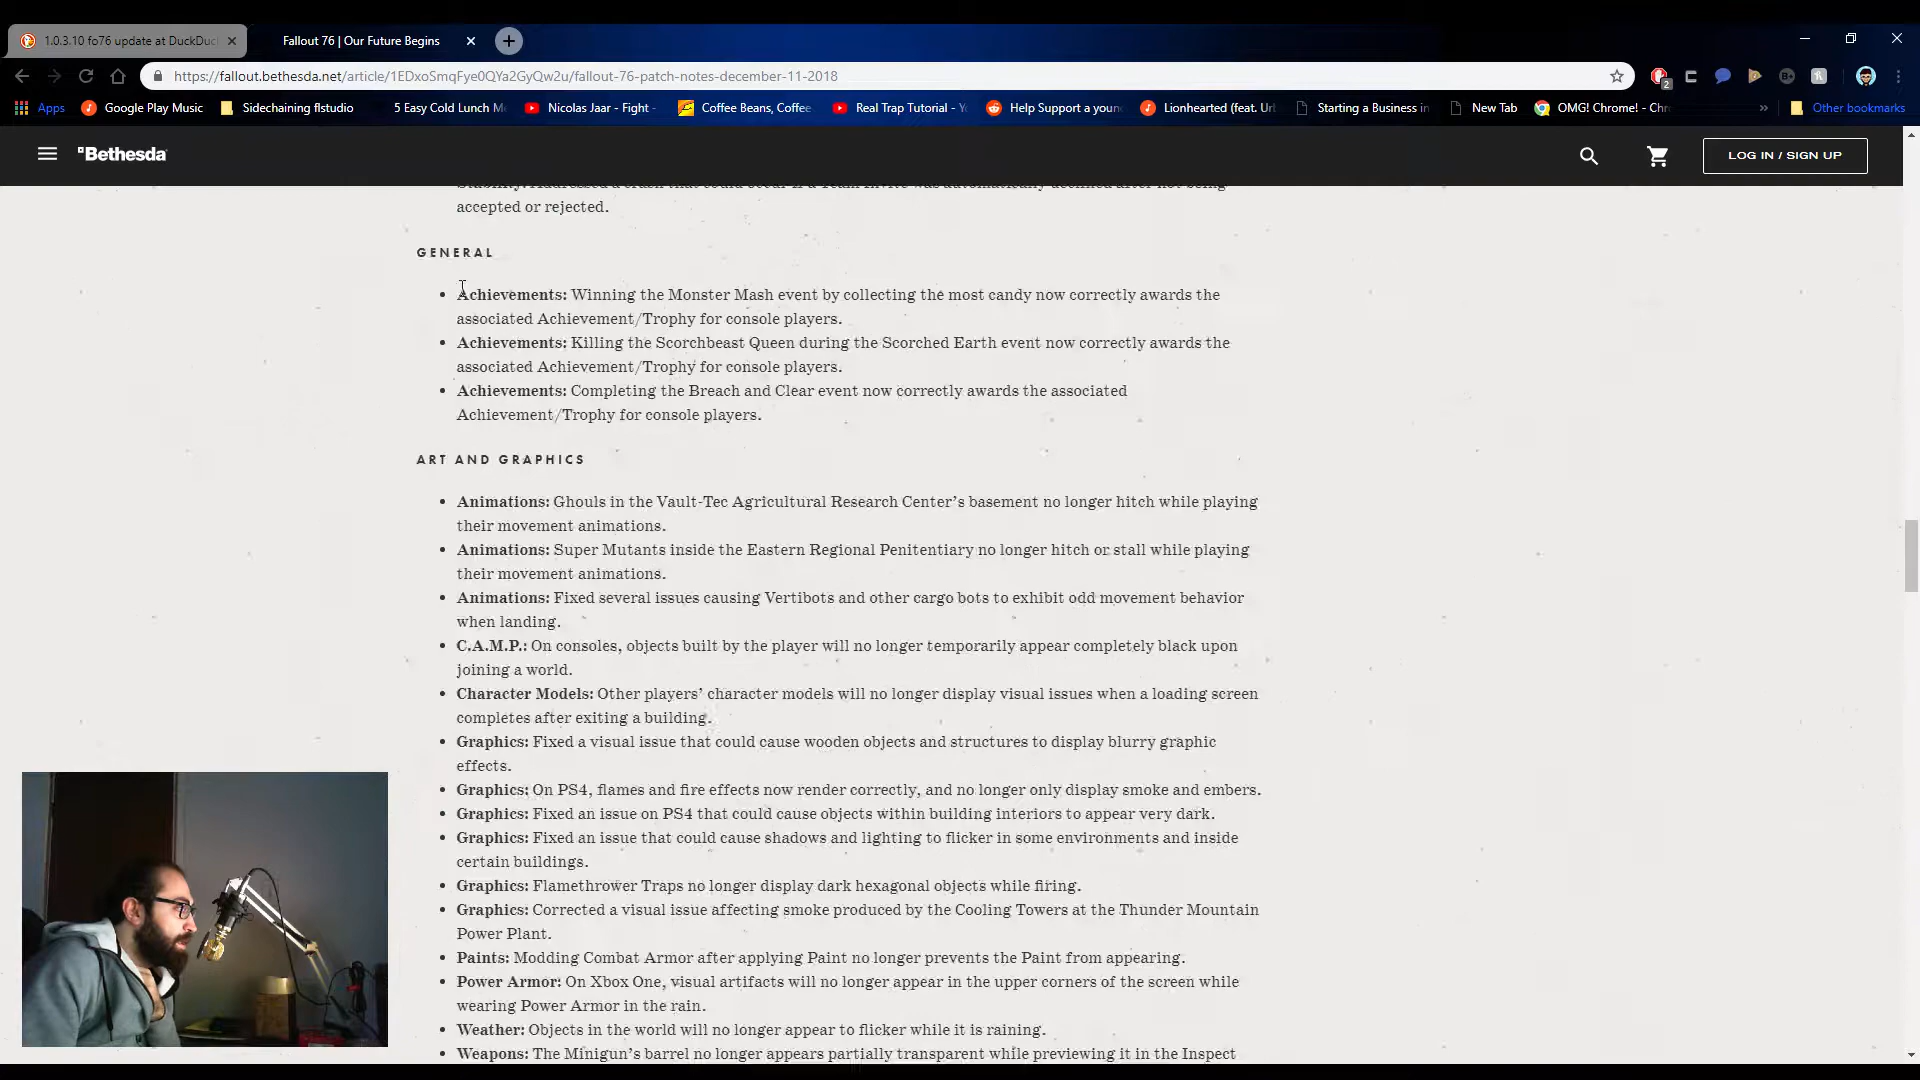 1.0.3.10 fo76 update at DuckDuc
Fallout 76 | Our Future Begins
https://fallout.bethesda.net/article/1EDxoSmqFye0QYa2GyQw2u/fallout-76-patch-notes-december-11-2018
2
Apps
Google Play Music
Sidechaining flstudio
5 Easy Cold Lunch M
Nicolas Jaar - Fight -
Coffee Beans, Coffee
Real Trap Tutorial - Y
Help Support a youn
Lionhearted (feat. Ur
Starting a Business in
New Tab
OMG! Chrome! - Chr
»
Other bookmarks
Bethesda
LOG IN / SIGN UP
Stability: Addressed a crash that could occur if a Team Invite was automatically declined after not being
accepted or rejected.
GENERAL
Achievements: Winning the Monster Mash event by collecting the most candy now correctly awards the
associated Achievement/Trophy for console players.
Achievements: Killing the Scorchbeast Queen during the Scorched Earth event now correctly awards the
associated Achievement/Trophy for console players.
Achievements: Completing the Breach and Clear event now correctly awards the associated
Achievement/Trophy for console players.
ART AND GRAPHICS
Animations: Ghouls in the Vault-Tec Agricultural Research Center's basement no longer hitch while playing
their movement animations.
Animations: Super Mutants inside the Eastern Regional Penitentiary no longer hitch or stall while playing
their movement animations.
Animations: Fixed several issues causing Vertibots and other cargo bots to exhibit odd movement behavior
when landing.
C.A.M.P.: On consoles, objects built by the player will no longer temporarily appear completely black upon
joining a world.
Character Models: Other players' character models will no longer display visual issues when a loading screen
completes after exiting a building.
Graphics: Fixed a visual issue that could cause wooden objects and structures to display blurry graphic
effects.
Graphics: On PS4, flames and fire effects now render correctly, and no longer only display smoke and embers.
Graphics: Fixed an issue on PS4 that could cause objects within building interiors to appear very dark.
Graphics: Fixed an issue that could cause shadows and lighting to flicker in some environments and inside
certain buildings.
Graphics: Flamethrower Traps no longer display dark hexagonal objects while firing.
Graphics: Corrected a visual issue affecting smoke produced by the Cooling Towers at the Thunder Mountain
Power Plant.
Paints: Modding Combat Armor after applying Paint no longer prevents the Paint from appearing.
Power Armor: On Xbox One, visual artifacts will no longer appear in the upper corners of the screen while
wearing Power Armor in the rain.
Weather: Objects in the world will no longer appear to flicker while it is raining.
Weapons: The Minigun's barrel no longer appears partially transparent while previewing it in the Inspect